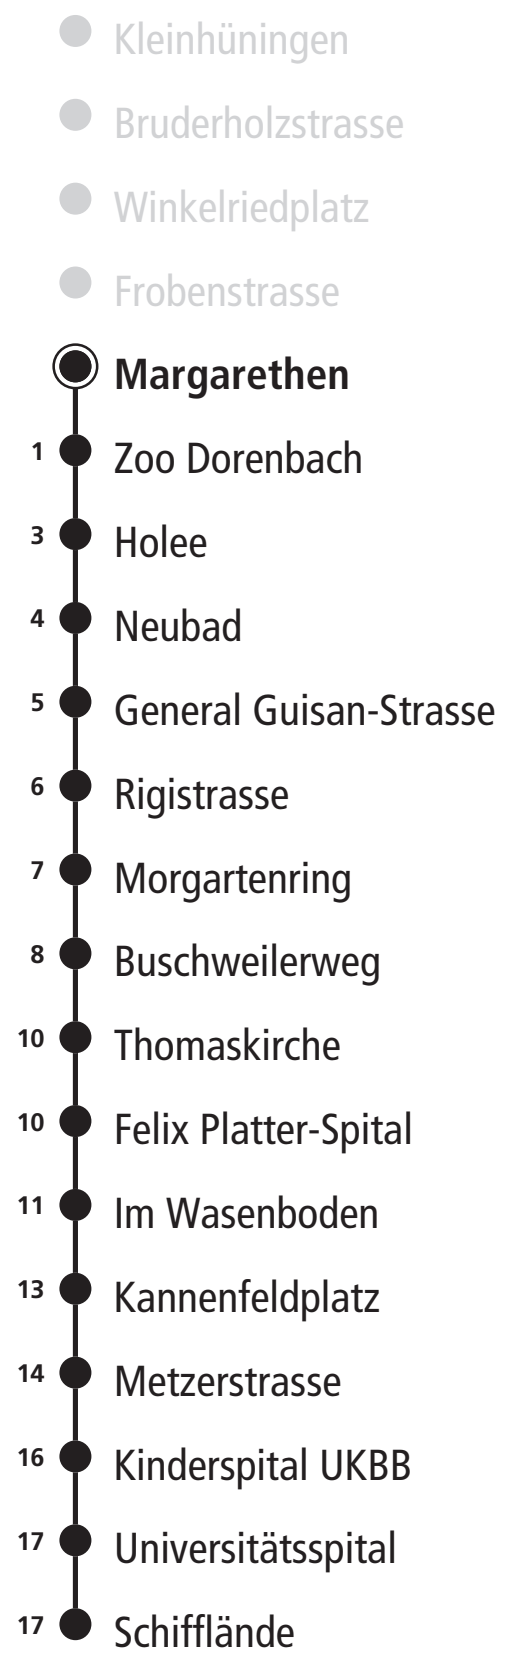 Kleinhüningen
Bruderholzstrasse
Winkelriedplatz
Frobenstrasse
Margarethen
1 Zoo Dorenbach
3 Holee
4 Neubad
5 General Guisan-Strasse
6 Rigistrasse
7 Morgartenring
8 Buschweilerweg
10 Thomaskirche
10 Felix Platter-Spital
11 Im Wasenboden
13 Kannenfeldplatz
14 Metzerstrasse
16 Kinderspital UKBB
17 Universitätsspital
17 Schifflände